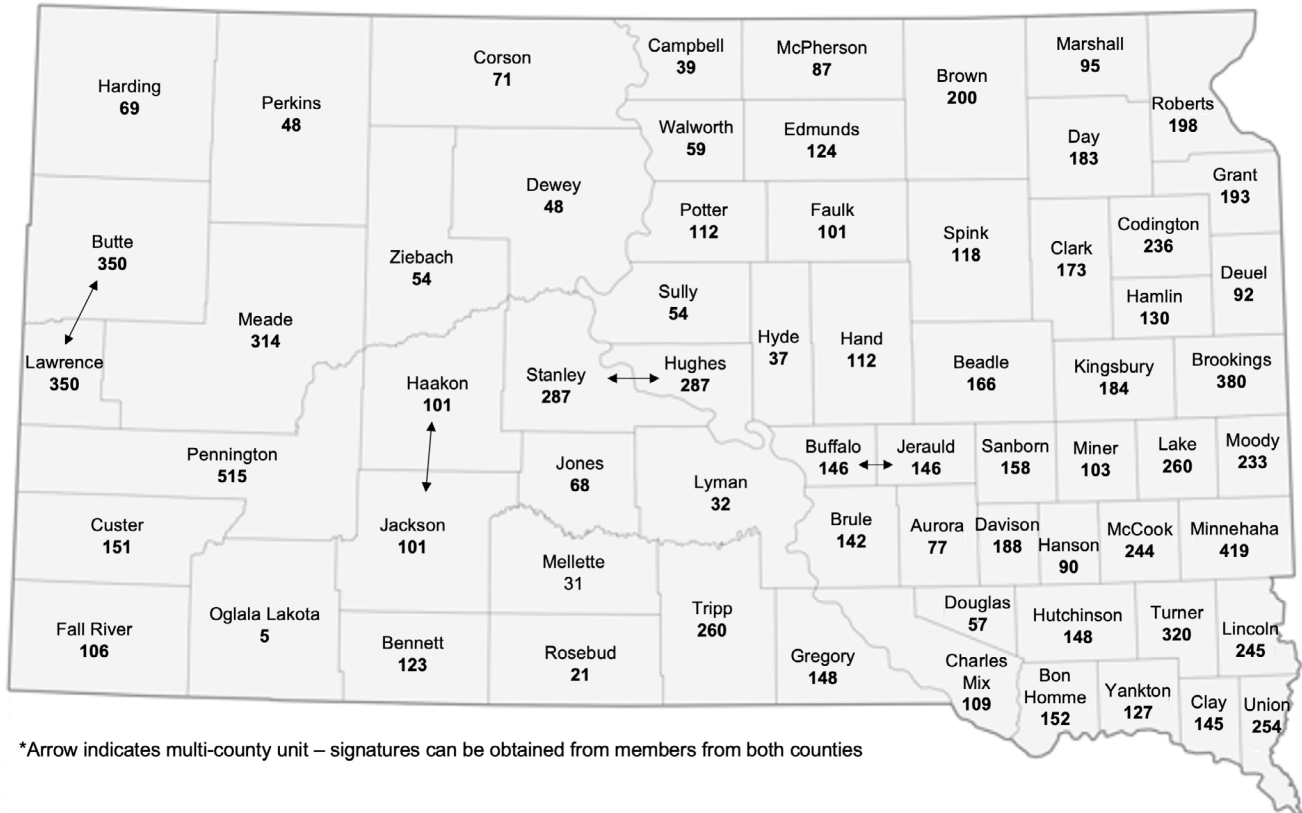 Harding
69
Perkins
48
Corson
71
Campbell
39
McPherson
87
Brown
200
Marshall
95
Roberts
198
Walworth
59
Edmunds
124
Day
183
Dewey
48
Grant
193
Butte
350
Ziebach
54
Potter
112
Faulk
101
Spink
118
Clark
173
Codington
236
Deuel
92
Hamlin
130
Meade
314
Sully
54
Hyde
37
Hand
112
Lawrence
350
Haakon
101
Stanley
287
Hughes
287
Beadle
166
Kingsbury
184
Brookings
380
Pennington
515
Jones
68
Lyman
32
Buffalo
146
Jerauld
146
Sanborn
158
Miner
103
Lake
260
Moody
233
Custer
151
Jackson
101
Brule
142
Aurora
77
Davison
188
Hanson
90
McCook
244
Minnehaha
419
Mellette
31
Fall River
106
Oglala Lakota
5
Bennett
123
Rosebud
21
Tripp
260
Gregory
148
Douglas
57
Charles
Mix
109
Hutchinson
148
Turner
320
Lincoln
245
Bon
Homme
152
Yankton
127
Clay
145
Union
254
*Arrow indicates multi-county unit – signatures can be obtained from members from both counties